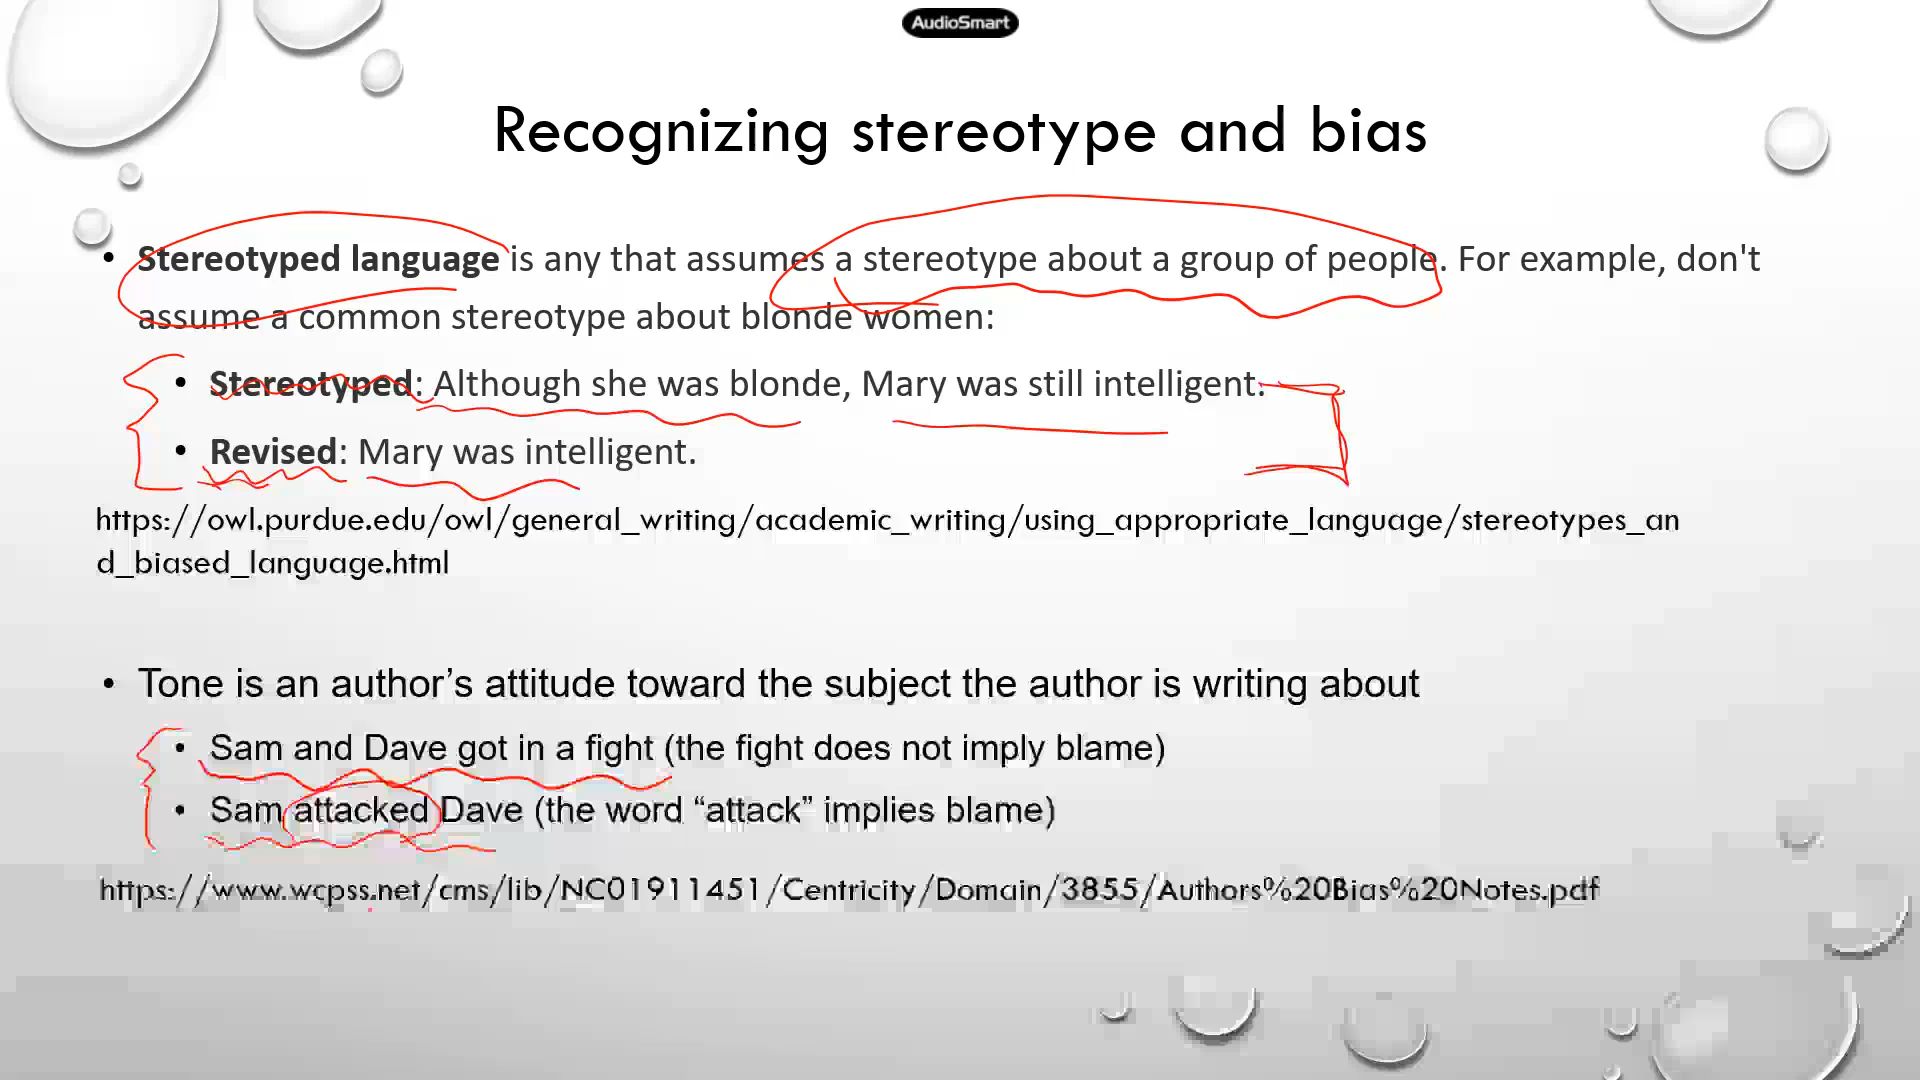 AudioSmart
Recognizing stereotype and bias
• Stereotyped language is any that assumes a stereotype about a group of people. For example, don't
assume a common stereotype about blonde women:
• Stereotyped: Although she was blonde, Mary was still intelligent.
• Revised: Mary was intelligent.
https://owl.purdue.edu/owl/general_writing/academic_writing/using_appropriate_language/stereotypes_an
d_biased_language.html
• Tone is an author’s attitude toward the subject the author is writing about
• Sam and Dave got in a fight (the fight does not imply blame)
• Sam attacked Dave (the word “attack” implies blame)
https://www.wcpss.net/cms/lib/NC01911451/Centricity/Domain/3855/Authors%20Bias%20Notes.pdf